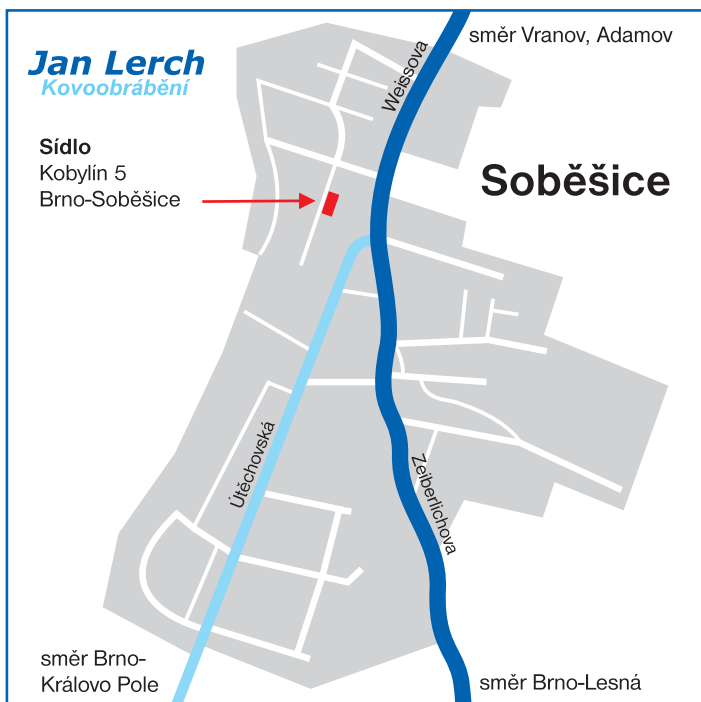 Jan Lerch
Kovoobrábění
směr Vranov, Adamov
Weissova
Sídlo
Kobylín 5
Brno-Soběšice
Soběšice
Útěchovská
Zeiberlichova
směr Brno-
Královo Pole
směr Brno-Lesná